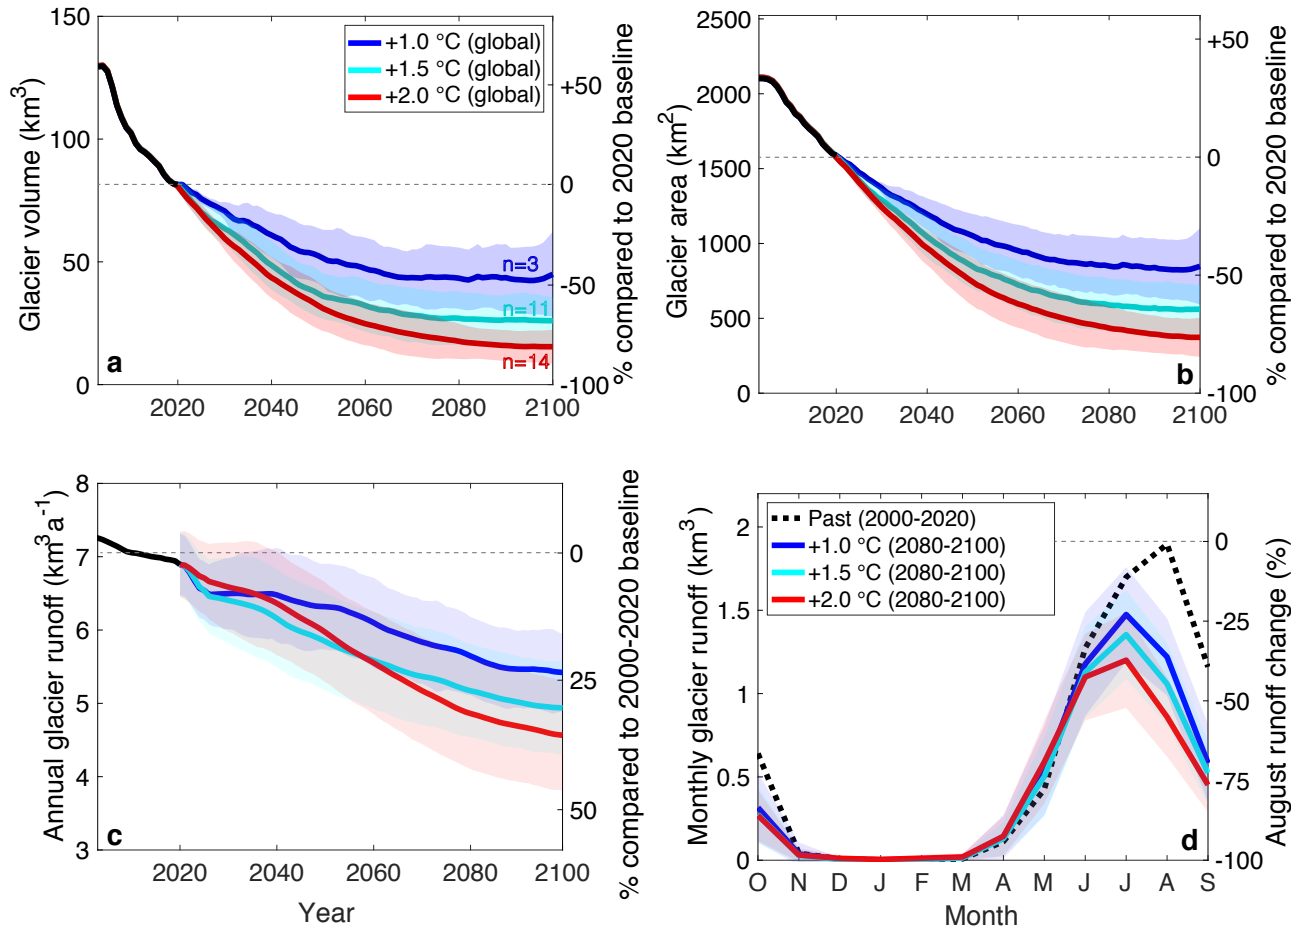 150
100
50
0
Glacier volume (km³)
+1.0 °C (global)
+1.5 °C (global)
+2.0 °C (global)
n=3
n=11
n=14
a
+50
0
-50
-100
% compared to 2020 baseline
2020
2040
2060
2080
2100
2500
2000
1500
1000
500
0
Glacier area (km²)
b
+50
0
-50
-100
% compared to 2020 baseline
2020
2040
2060
2080
2100
8
7
6
5
4
3
Annual glacier runoff (km³a⁻¹)
c
0
25
50
% compared to 2000-2020 baseline
2020
2040
2060
2080
2100
Year
2
1.5
1
0.5
0
Monthly glacier runoff (km³)
Past (2000-2020)
+1.0 °C (2080-2100)
+1.5 °C (2080-2100)
+2.0 °C (2080-2100)
d
0
-25
-50
-75
-100
August runoff change (%)
O N D J F M A M J J A S
Month